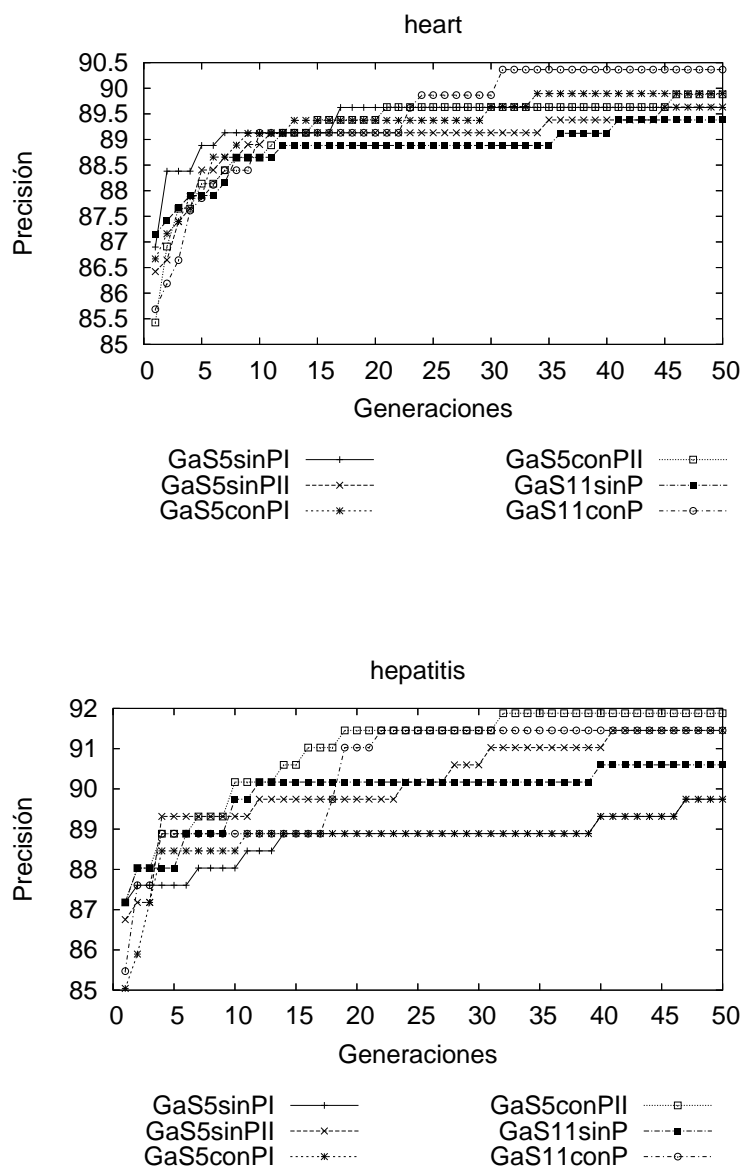 heart
90.5
90
89.5
89
88.5
88
87.5
87
86.5
86
85.5
85
Precisión
0 5 10 15 20 25 30 35 40 45 50
Generaciones
GaS5sinPI GaS5conPII
GaS5sinPII GaS11sinP
GaS5conPI GaS11conP
hepatitis
92
91
90
89
88
87
86
85
Precisión
0 5 10 15 20 25 30 35 40 45 50
Generaciones
GaS5sinPI GaS5conPII
GaS5sinPII GaS11sinP
GaS5conPI GaS11conP